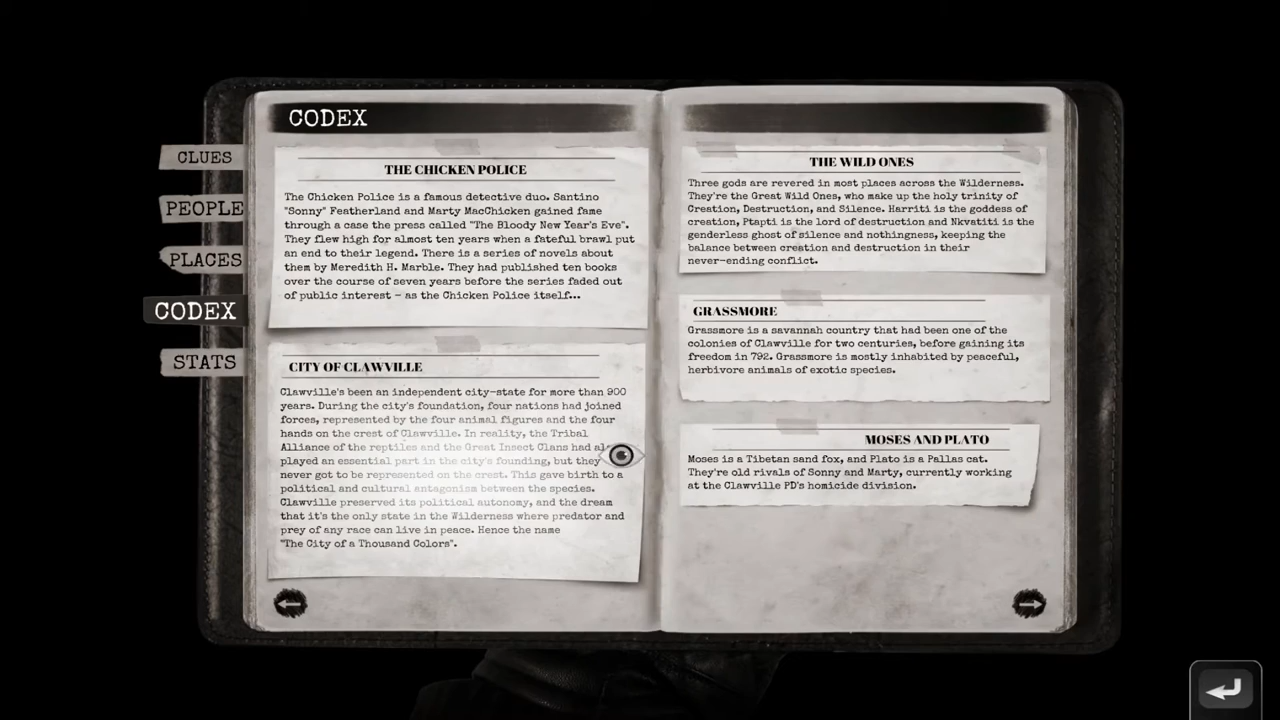 CODEX
CLUES
PEOPLE
PLACES
CODEX
STATS
THE CHICKEN POLICE
The Chicken Police is a famous detective duo. Santino
"Sonny" Featherland and Marty MacChicken gained fame
through a case the press called "The Bloody New Year's Eve".
They flew high for almost ten years when a fateful brawl put
an end to their legend. There is a series of novels about
them by Meredith H. Marble. They had published ten books
over the course of seven years before the series faded out
of public interest - as the Chicken Police itself...
CITY OF CLAWVILLE
Clawville's been an independent city-state for more than 900
years. During the city's foundation, four nations had joined
forces, represented by the four animal figures and the four
hands on the crest of Clawville. In reality, the Tribal
Alliance of the reptiles and the Great Insect Clans had
played an essential part in the city's founding, but they
never got to be represented on the crest. This gave birth to a
political and cultural antagonism between the species.
Clawville preserved its political autonomy, and the dream
that it's the only state in the Wilderness where predator and
prey of any race can live in peace. Hence the name
"The City of a Thousand Colors".
THE WILD ONES
Three gods are revered in most places across the Wilderness.
They're the Great Wild Ones, who make up the holy trinity of
Creation, Destruction, and Silence. Harriti is the goddess of
creation, Ptapti is the lord of destruction and Nkvatiti is the
genderless ghost of silence and nothingness, keeping the
balance between creation and destruction in their
never-ending conflict.
GRASSMORE
Grassmore is a savannah country that had been one of the
colonies of Clawville for two centuries, before gaining its
freedom in 792. Grassmore is mostly inhabited by peaceful,
herbivore animals of exotic species.
MOSES AND PLATO
Moses is a Tibetan sand fox, and Plato is a Pallas cat.
They're old rivals of Sonny and Marty, currently working
at the Clawville PD's homicide division.